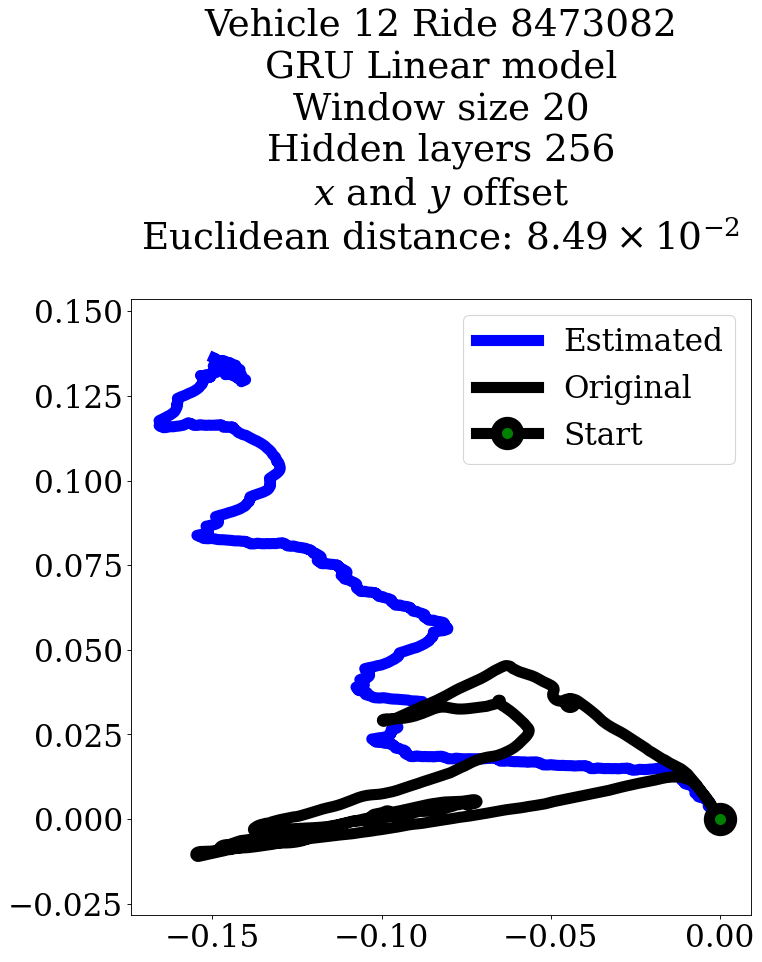 Vehicle 12 Ride 8473082
GRU Linear model
Window size 20
Hidden layers 256
x and y offset
Euclidean distance: 8.49 × 10⁻²
0.150
0.125
0.100
0.075
0.050
0.025
0.000
−0.025
Estimated
Original
Start
−0.15 −0.10 −0.05 0.00